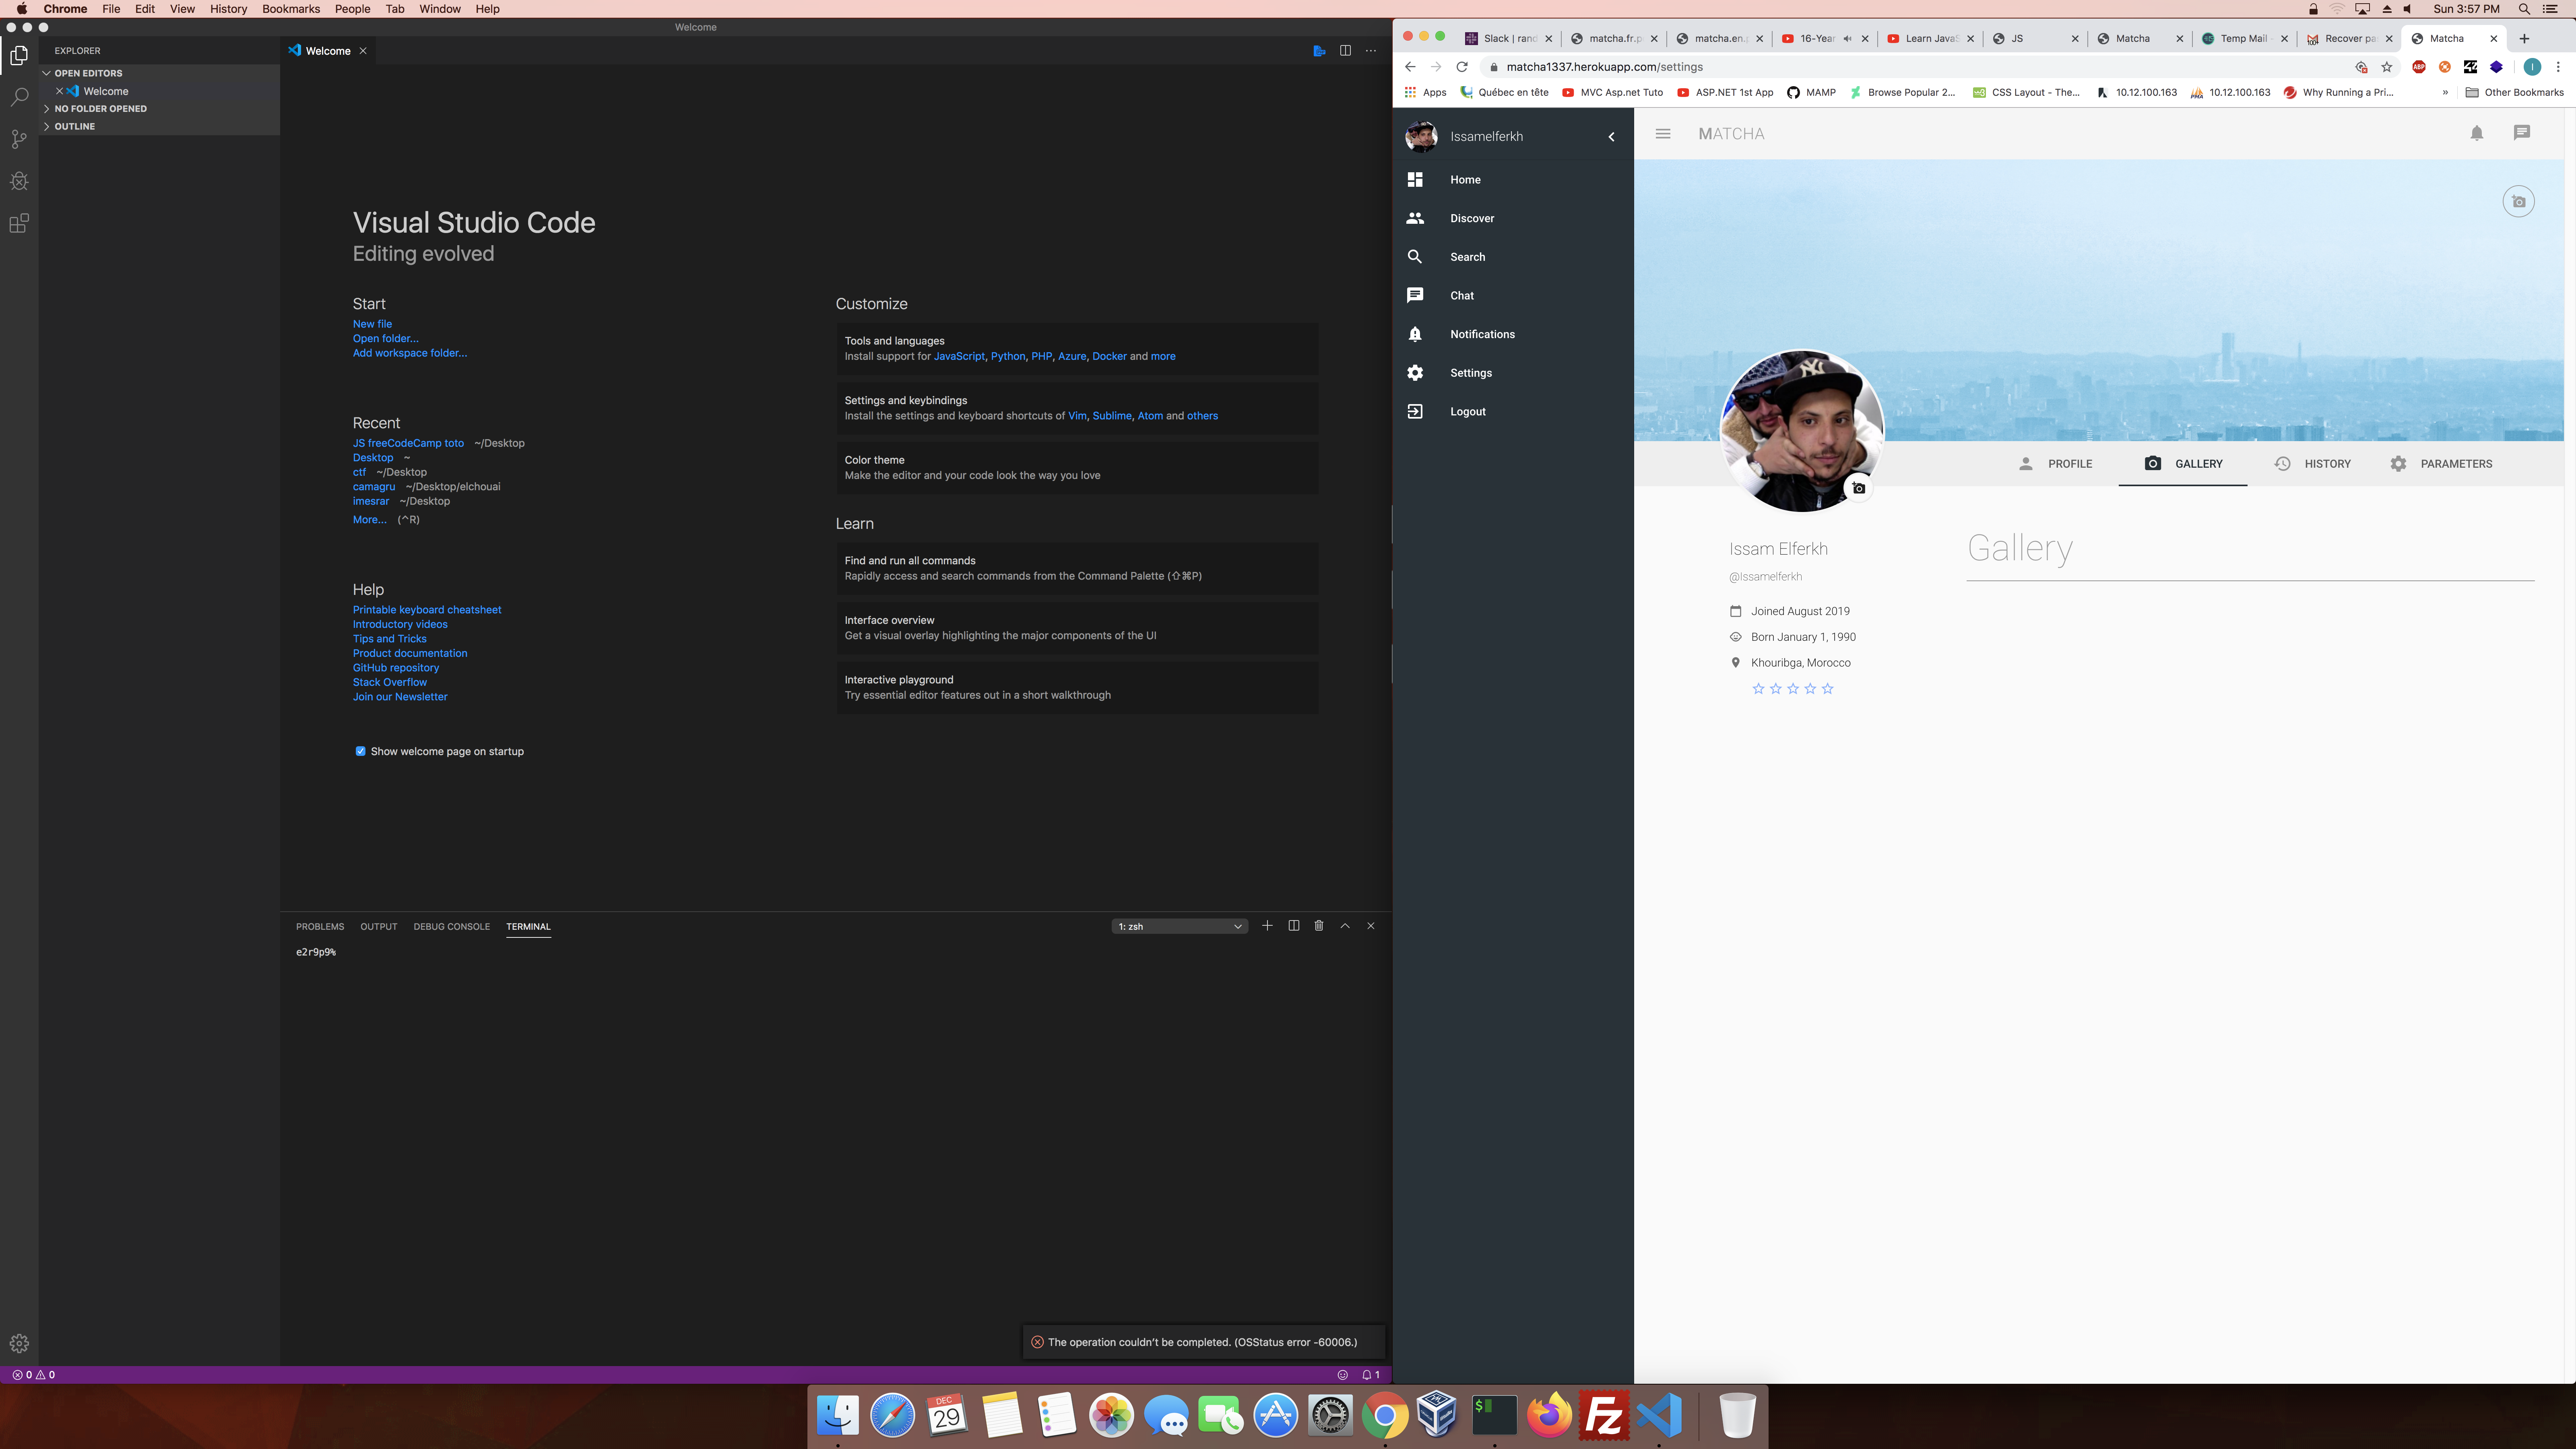 Chrome File Edit View History Bookmarks People Tab Window Help
Sun 3:57 PM
Welcome
EXPLORER
OPEN EDITORS
Welcome
NO FOLDER OPENED
OUTLINE
Welcome
Visual Studio Code
Editing evolved
Start
New file
Open folder...
Add workspace folder...
Recent
JS freeCodeCamp toto ~/Desktop
Desktop ~
ctf ~/Desktop
camagru ~/Desktop/elchouai
imesrar ~/Desktop
More... (^R)
Help
Printable keyboard cheatsheet
Introductory videos
Tips and Tricks
Product documentation
GitHub repository
Stack Overflow
Join our Newsletter
Show welcome page on startup
Customize
Tools and languages
Install support for JavaScript, Python, PHP, Azure, Docker and more
Settings and keybindings
Install the settings and keyboard shortcuts of Vim, Sublime, Atom and others
Color theme
Make the editor and your code look the way you love
Learn
Find and run all commands
Rapidly access and search commands from the Command Palette (⇧⌘P)
Interface overview
Get a visual overlay highlighting the major components of the UI
Interactive playground
Try essential editor features out in a short walkthrough
PROBLEMS OUTPUT DEBUG CONSOLE TERMINAL
1: zsh
e2r9p9%
The operation couldn't be completed. (OSStatus error -60006.)
0 0
1
Slack | rand matcha.fr.p matcha.en. 16-Year Learn Java JS Matcha Temp Mail - Recover pa Matcha
matcha1337.herokuapp.com/settings
ABP
Apps Québec en tête MVC Asp.net Tuto ASP.NET 1st App MAMP Browse Popular 2... CSS Layout - The... 10.12.100.163 10.12.100.163 Why Running a Pri... » Other Bookmarks
Issamelferkh
Home
Discover
Search
Chat
Notifications
Settings
Logout
MATCHA
PROFILE GALLERY HISTORY PARAMETERS
Issam Elferkh
@Issamelferkh
Joined August 2019
Born January 1, 1990
Khouribga, Morocco
Gallery
DEC
29